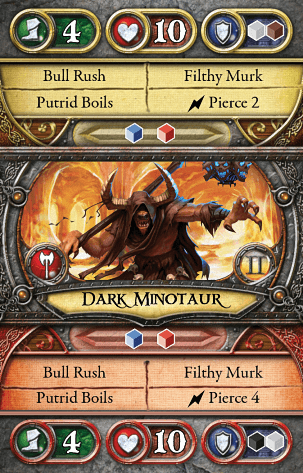 4 10
Bull Rush Filthy Murk
Putrid Boils Pierce 2
DARK MINOTAUR
II
Bull Rush Filthy Murk
Putrid Boils Pierce 4
4 10